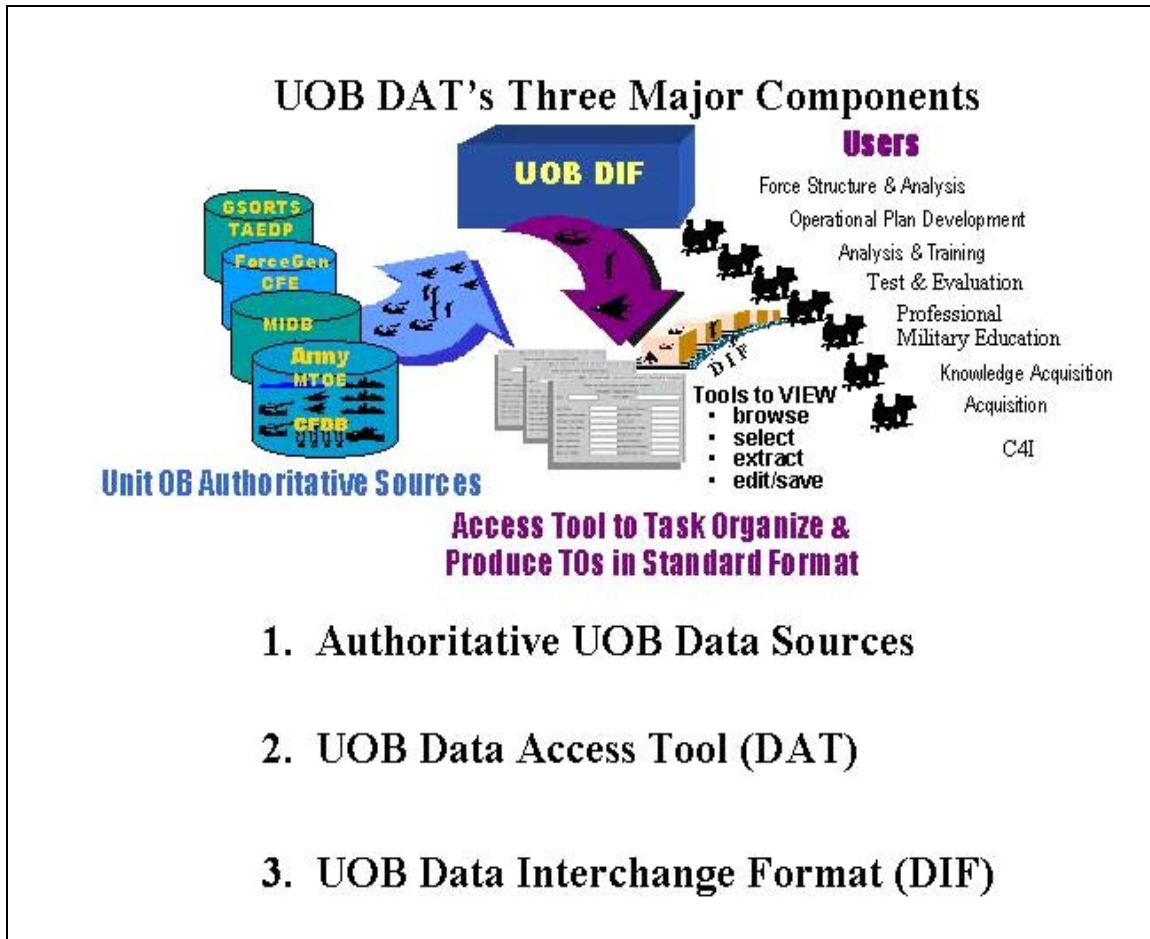 UOB DAT's Three Major Components
UOB DIF
Users
Force Structure & Analysis
Operational Plan Development
Analysis & Training
Test & Evaluation
Professional
Military Education
Knowledge Acquisition
Acquisition
C4I
GSORTS
TAEDP
ForceGen
CFE
MIDB
Army
MTOE
CFDB
Unit OB Authoritative Sources
DIF
Tools to VIEW
▪ browse
▪ select
▪ extract
▪ edit/save
Access Tool to Task Organize &
Produce TOs in Standard Format
1. Authoritative UOB Data Sources
2. UOB Data Access Tool (DAT)
3. UOB Data Interchange Format (DIF)